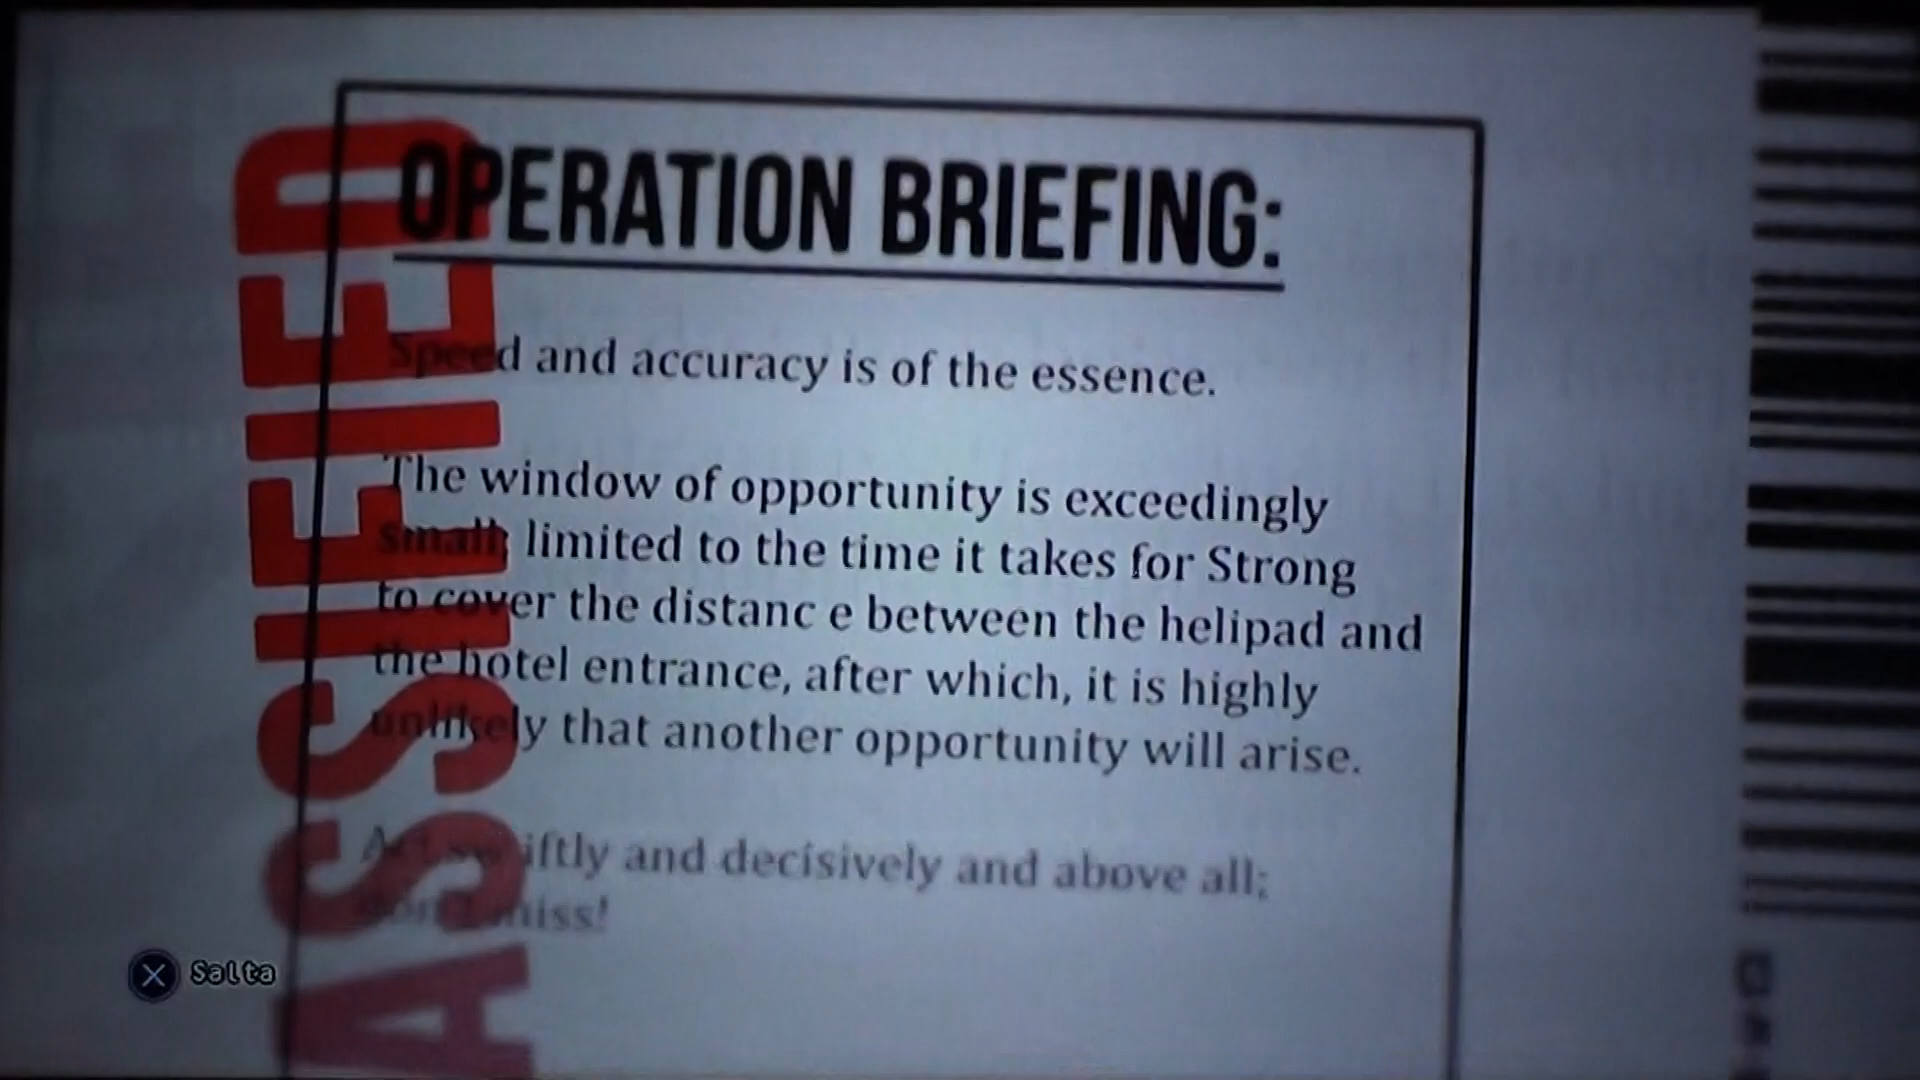 OPERATION BRIEFING:
Speed and accuracy is of the essence.
The window of opportunity is exceedingly
small; limited to the time it takes for Strong
to cover the distanc e between the helipad and
the hotel entrance, after which, it is highly
unlikely that another opportunity will arise.
Act swiftly and decisively and above all;
don't miss!
ASSIFIED
Salta